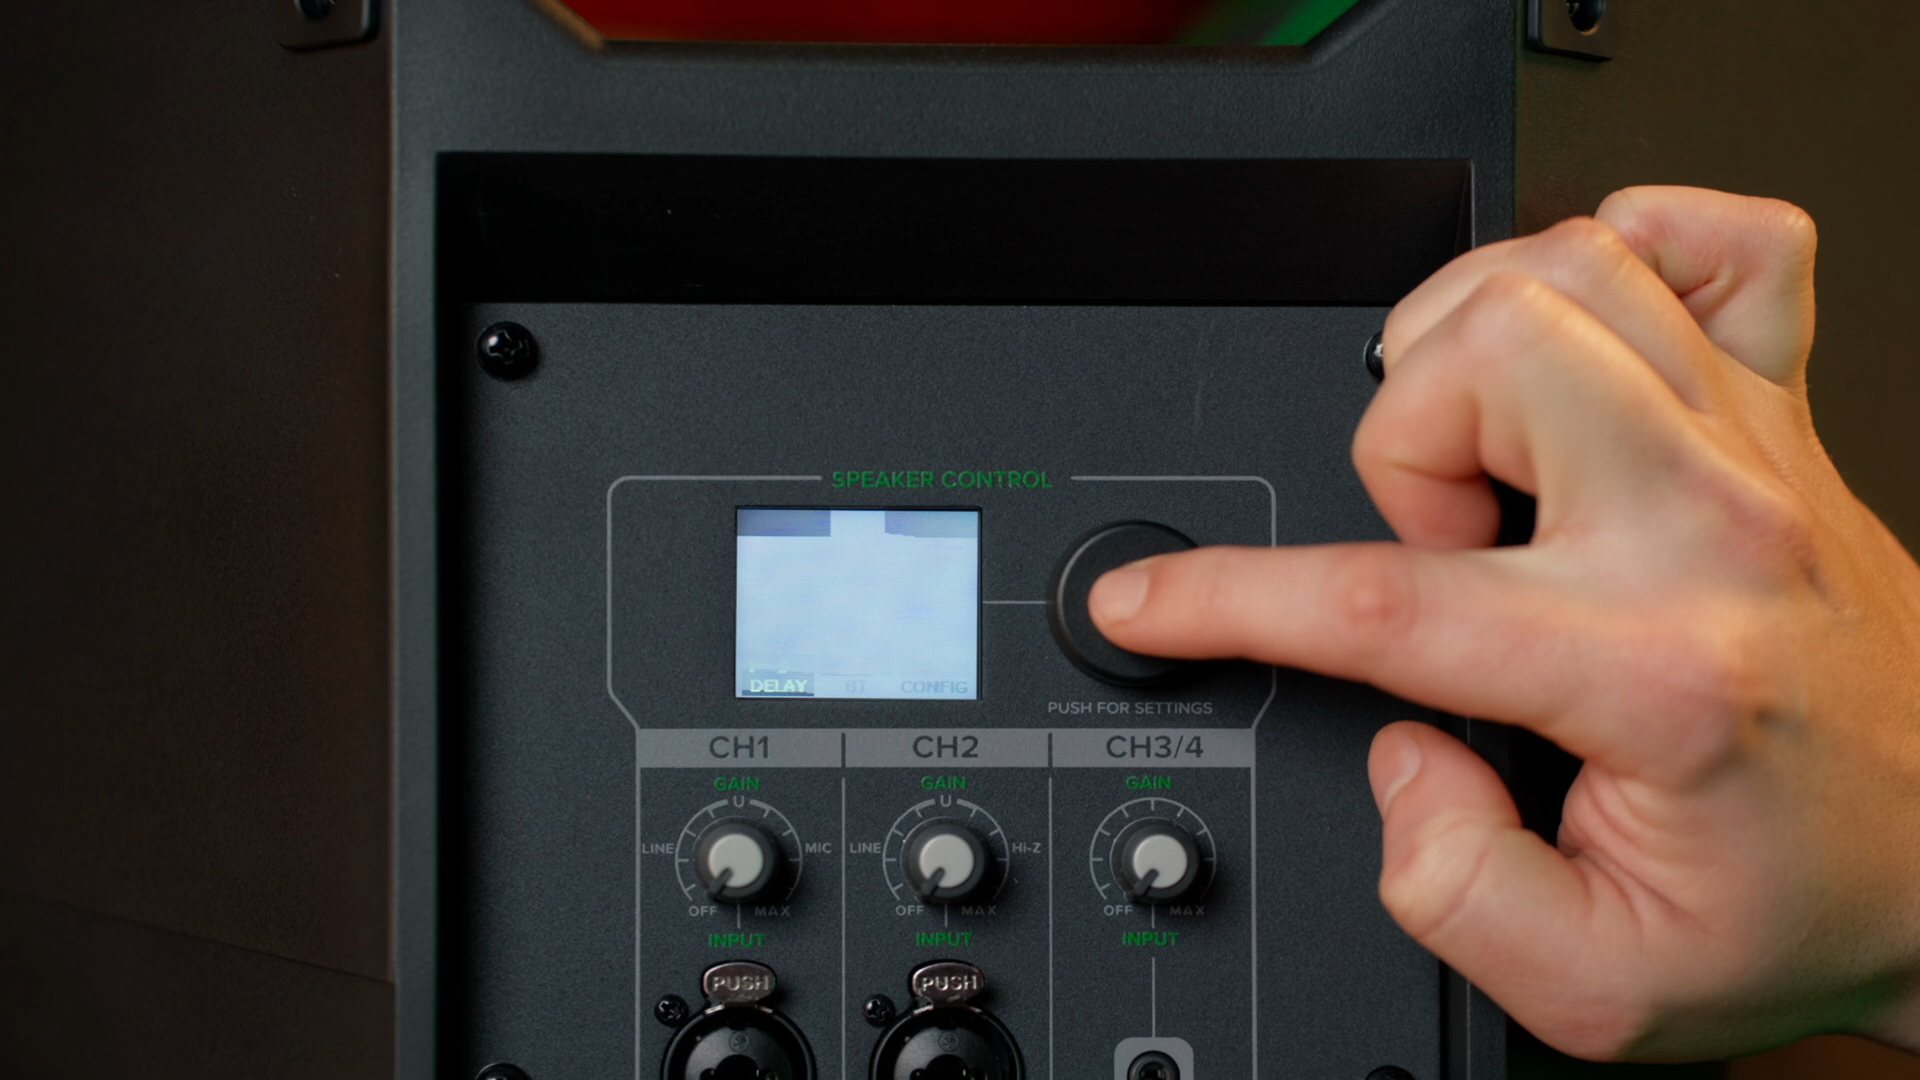 SPEAKER CONTROL
DELAY BT CONFIG
PUSH FOR SETTINGS
CH1 CH2 CH3/4
GAIN GAIN GAIN
U U
LINE MIC LINE Hi-Z
OFF MAX OFF MAX OFF MAX
INPUT INPUT INPUT
PUSH PUSH